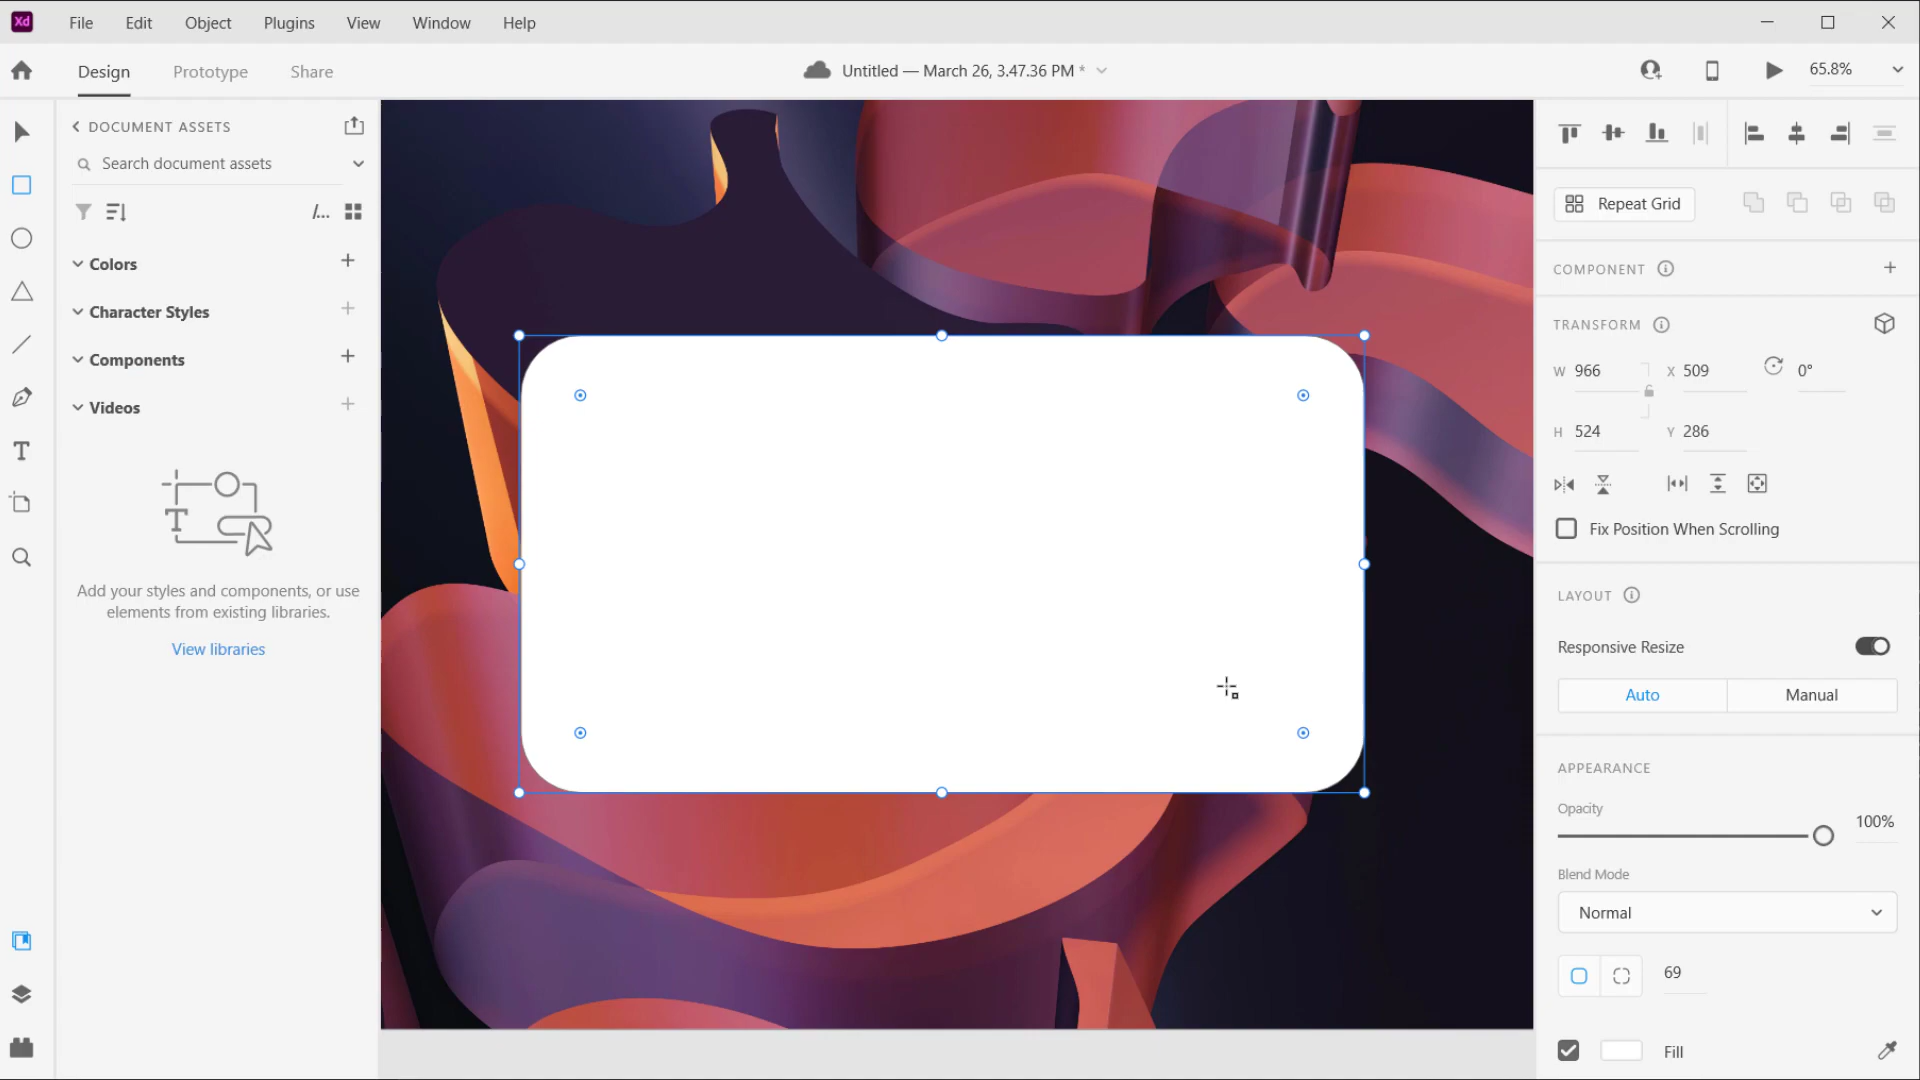 Xd File Edit Object Plugins View Window Help
Design Prototype Share Untitled — March 26, 3.47.36 PM * 65.8%
DOCUMENT ASSETS
Search document assets
/...
Colors
Character Styles
Components
Videos
T
Add your styles and components, or use
elements from existing libraries.
View libraries
Repeat Grid
COMPONENT
TRANSFORM
W 966 X 509 0°
H 524 Y 286
Fix Position When Scrolling
LAYOUT
Responsive Resize
Auto Manual
APPEARANCE
Opacity
100%
Blend Mode
Normal
69
Fill